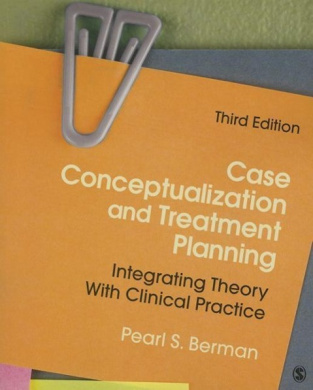 Third Edition
Case
Conceptualization
and Treatment
Planning
Integrating Theory
With Clinical Practice
Pearl S. Berman
S